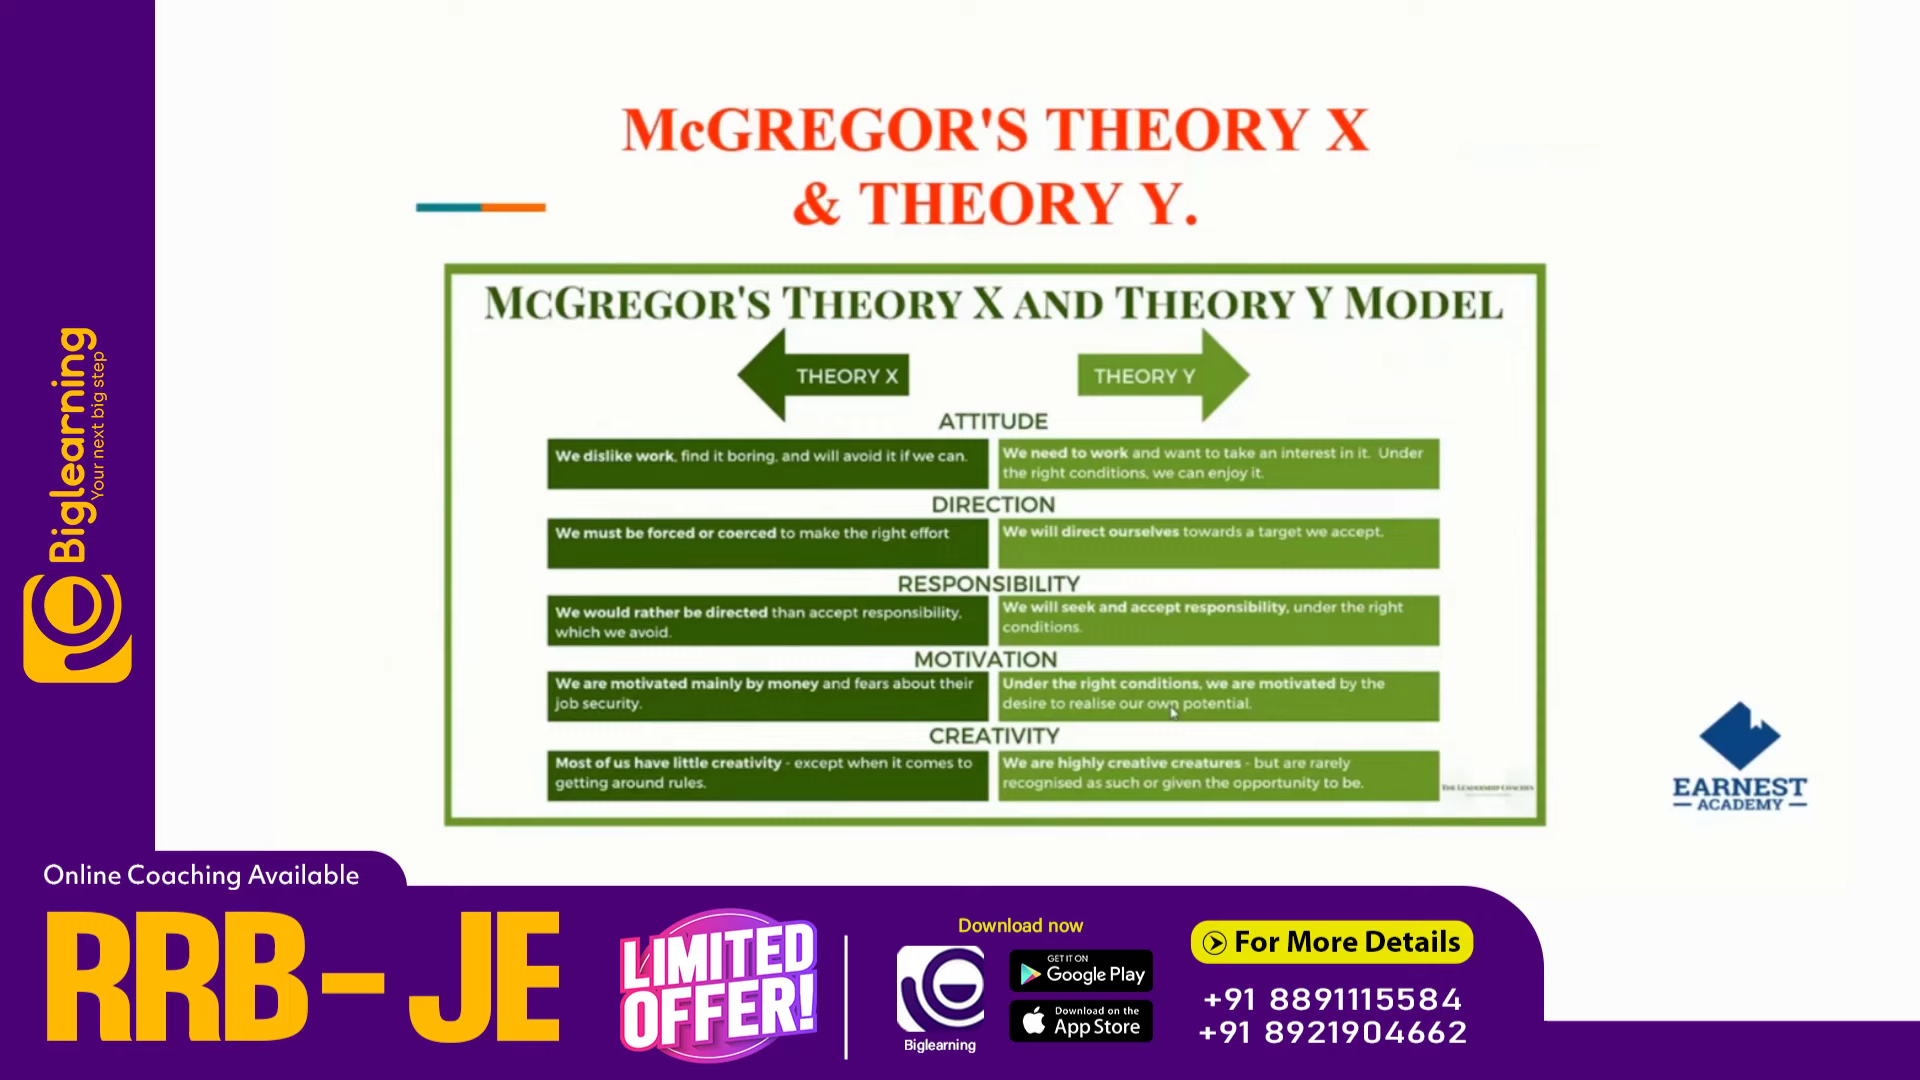 McGREGOR'S THEORY X
& THEORY Y.
McGregor's Theory X and Theory Y Model
THEORY X
THEORY Y
ATTITUDE
We dislike work, find it boring, and will avoid it if we can.
We need to work and want to take an interest in it. Under
the right conditions, we can enjoy it.
DIRECTION
We must be forced or coerced to make the right effort
We will direct ourselves towards a target we accept.
RESPONSIBILITY
We would rather be directed than accept responsibility,
which we avoid.
We will seek and accept responsibility, under the right
conditions.
MOTIVATION
We are motivated mainly by money and fears about their
job security.
Under the right conditions, we are motivated by the
desire to realise our own potential.
CREATIVITY
Most of us have little creativity - except when it comes to
getting around rules.
We are highly creative creatures - but are rarely
recognised as such or given the opportunity to be.
The Leadership Coaches
EARNEST
ACADEMY
Biglearning
Your next big step
Online Coaching Available
RRB-JE
LIMITED
OFFER!
Download now
Biglearning
GET IT ON
Google Play
Download on the
App Store
For More Details
+91 8891115584
+91 8921904662